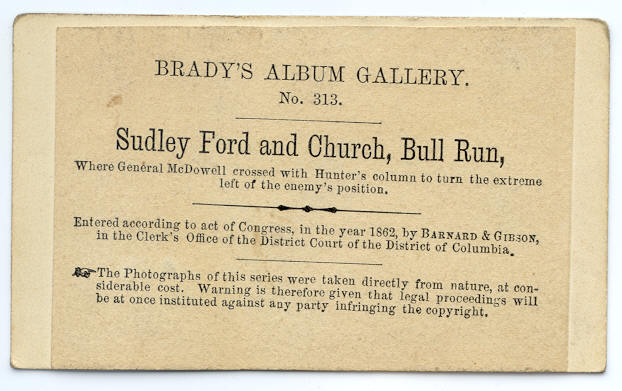 BRADY'S ALBUM GALLERY.
No. 313.
Sudley Ford and Church, Bull Run,
Where General McDowell crossed with Hunter's column to turn the extreme
left of the enemy's position.
Entered according to act of Congress, in the year 1862, by BARNARD & GIBSON,
in the Clerk's Office of the District Court of the District of Columbia.
☞The Photographs of this series were taken directly from nature, at con-
siderable cost. Warning is therefore given that legal proceedings will
be at once instituted against any party infringing the copyright.